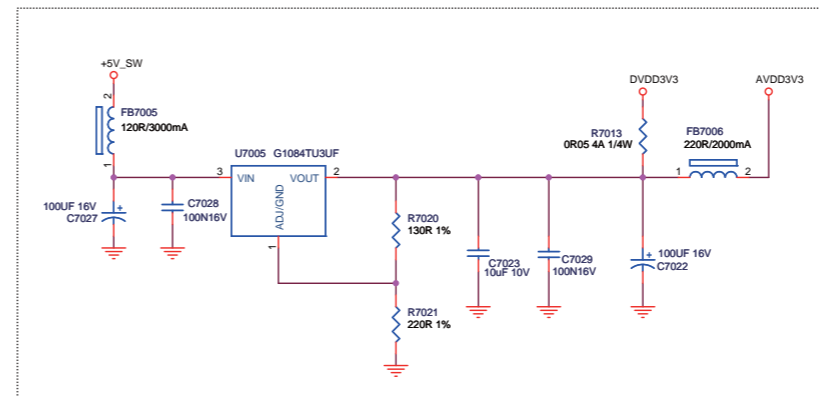 +5V_SW
DVDD3V3
AVDD3V3
2
FB7005
120R/3000mA
1
R7013
0R05 4A 1/4W
FB7006
220R/2000mA
1
2
U7005 G1084TU3UF
3
VIN
VOUT
2
ADJ/GND
1
100UF 16V
+
C7027
C7028
100N16V
R7020
130R 1%
C7023
10uF 10V
C7029
100N16V
+
100UF 16V
C7022
R7021
220R 1%